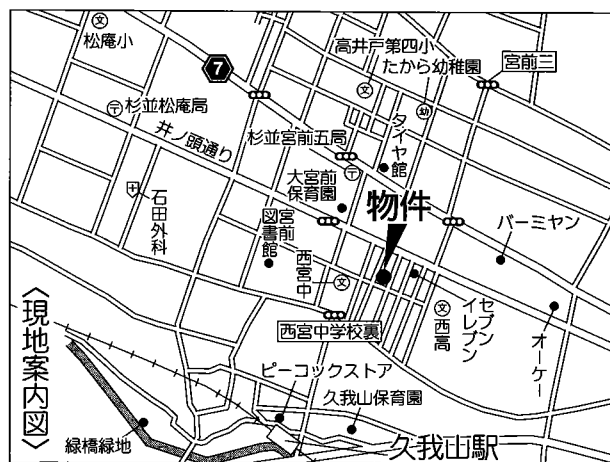 松庵小
高井戸第四小
たから幼稚園
宮前三
7
杉並松庵局
井ノ頭通り
杉並宮前五局
タイヤ館
大宮前
保育園
石田外科
宮前
図書館
物件
バーミヤン
西宮中
セブン
イレブン
西高
オーケー
西宮中学校裏
〈現地案内図〉
ピーコックストア
久我山保育園
緑橋緑地
久我山駅
文
〒
文
幼
〒
文
文